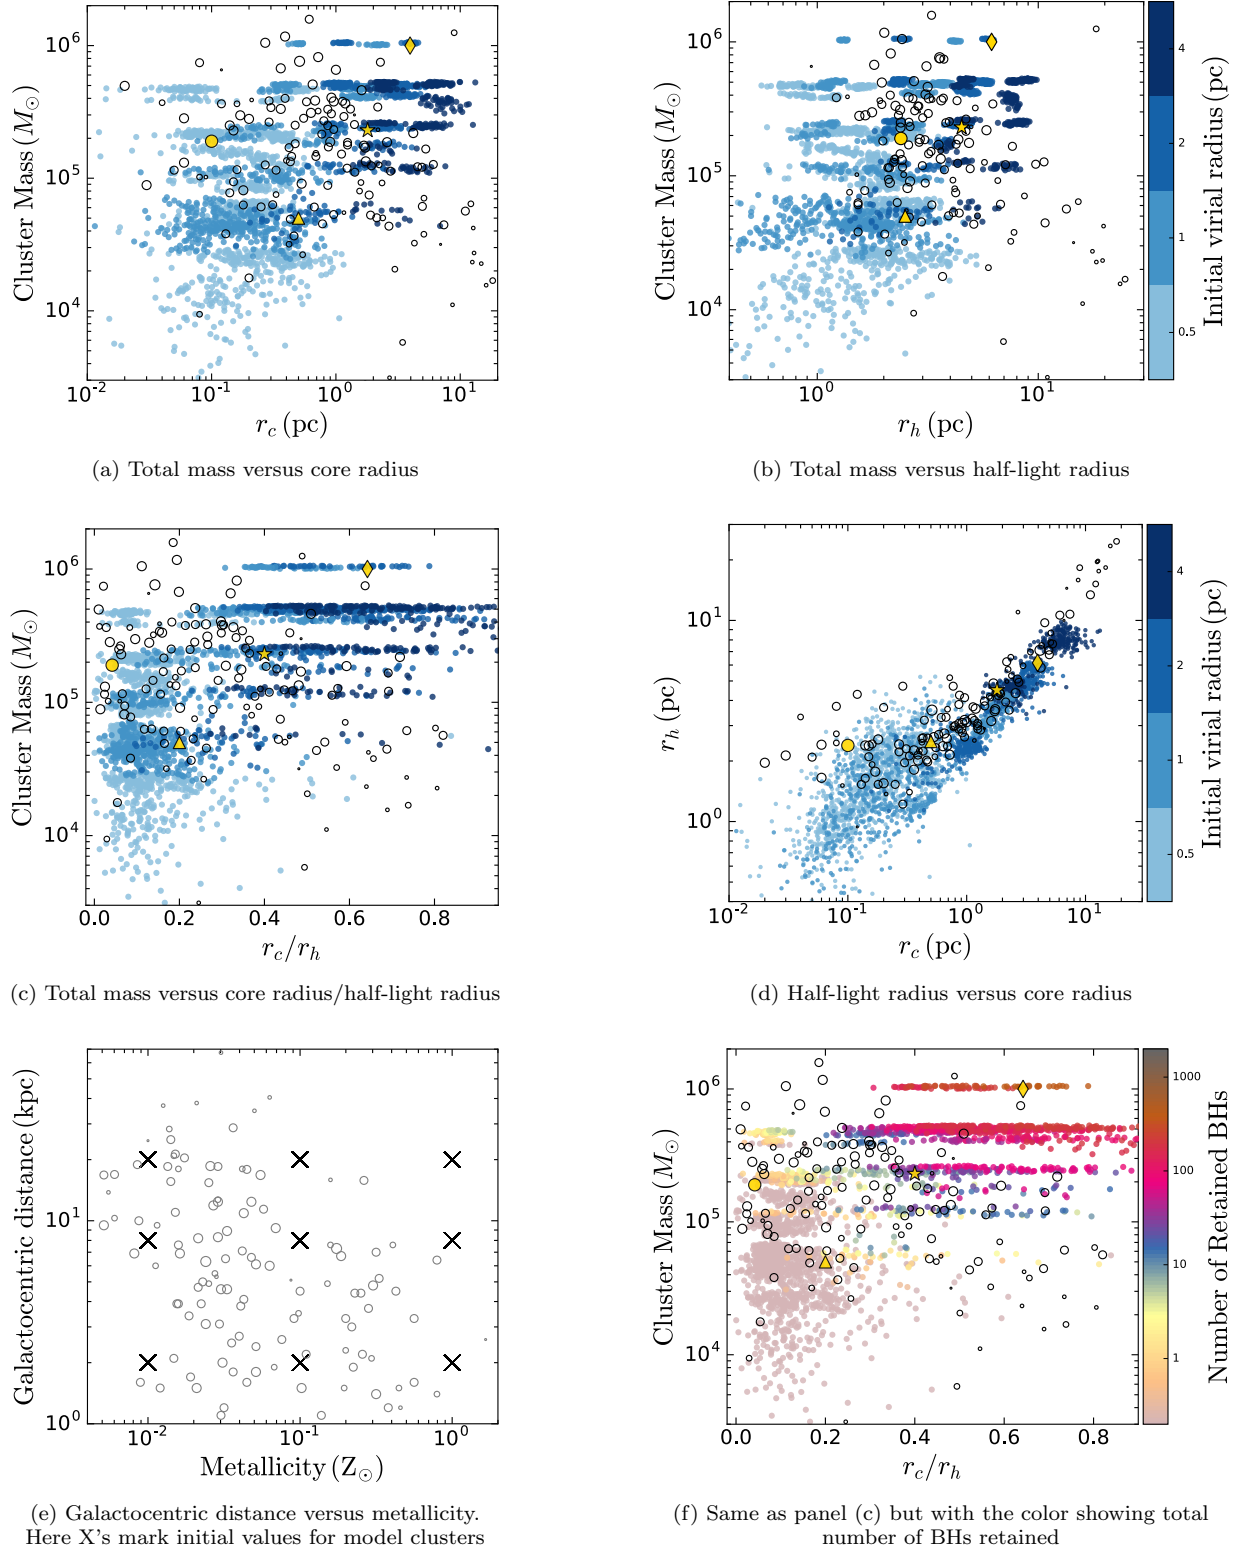 10^6
10^5
10^4
Cluster Mass (M_⊙)
10^-2
10^-1
10^0
10^1
r_c (pc)
(a) Total mass versus core radius
10^6
10^5
10^4
Cluster Mass (M_⊙)
10^0
10^1
r_h (pc)
4
2
1
0.5
Initial virial radius (pc)
(b) Total mass versus half-light radius
10^6
10^5
10^4
Cluster Mass (M_⊙)
0.0
0.2
0.4
0.6
0.8
r_c/r_h
(c) Total mass versus core radius/half-light radius
10^1
10^0
r_h (pc)
10^-2
10^-1
10^0
10^1
r_c (pc)
4
2
1
0.5
Initial virial radius (pc)
(d) Half-light radius versus core radius
10^1
10^0
Galactocentric distance (kpc)
10^-2
10^-1
10^0
Metallicity (Z_⊙)
(e) Galactocentric distance versus metallicity.
Here X's mark initial values for model clusters
10^6
10^5
10^4
Cluster Mass (M_⊙)
0.0
0.2
0.4
0.6
0.8
r_c/r_h
1000
100
10
1
Number of Retained BHs
(f) Same as panel (c) but with the color showing total
number of BHs retained